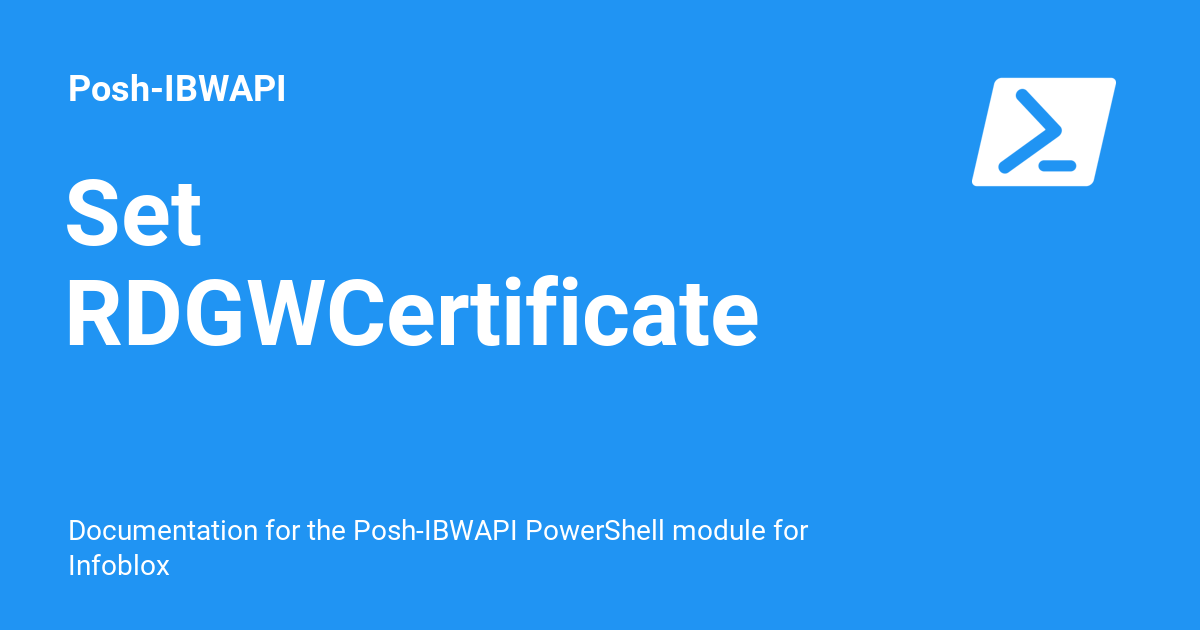 Posh-IBWAPI
Set
RDGWCertificate
Documentation for the Posh-IBWAPI PowerShell module for
Infoblox